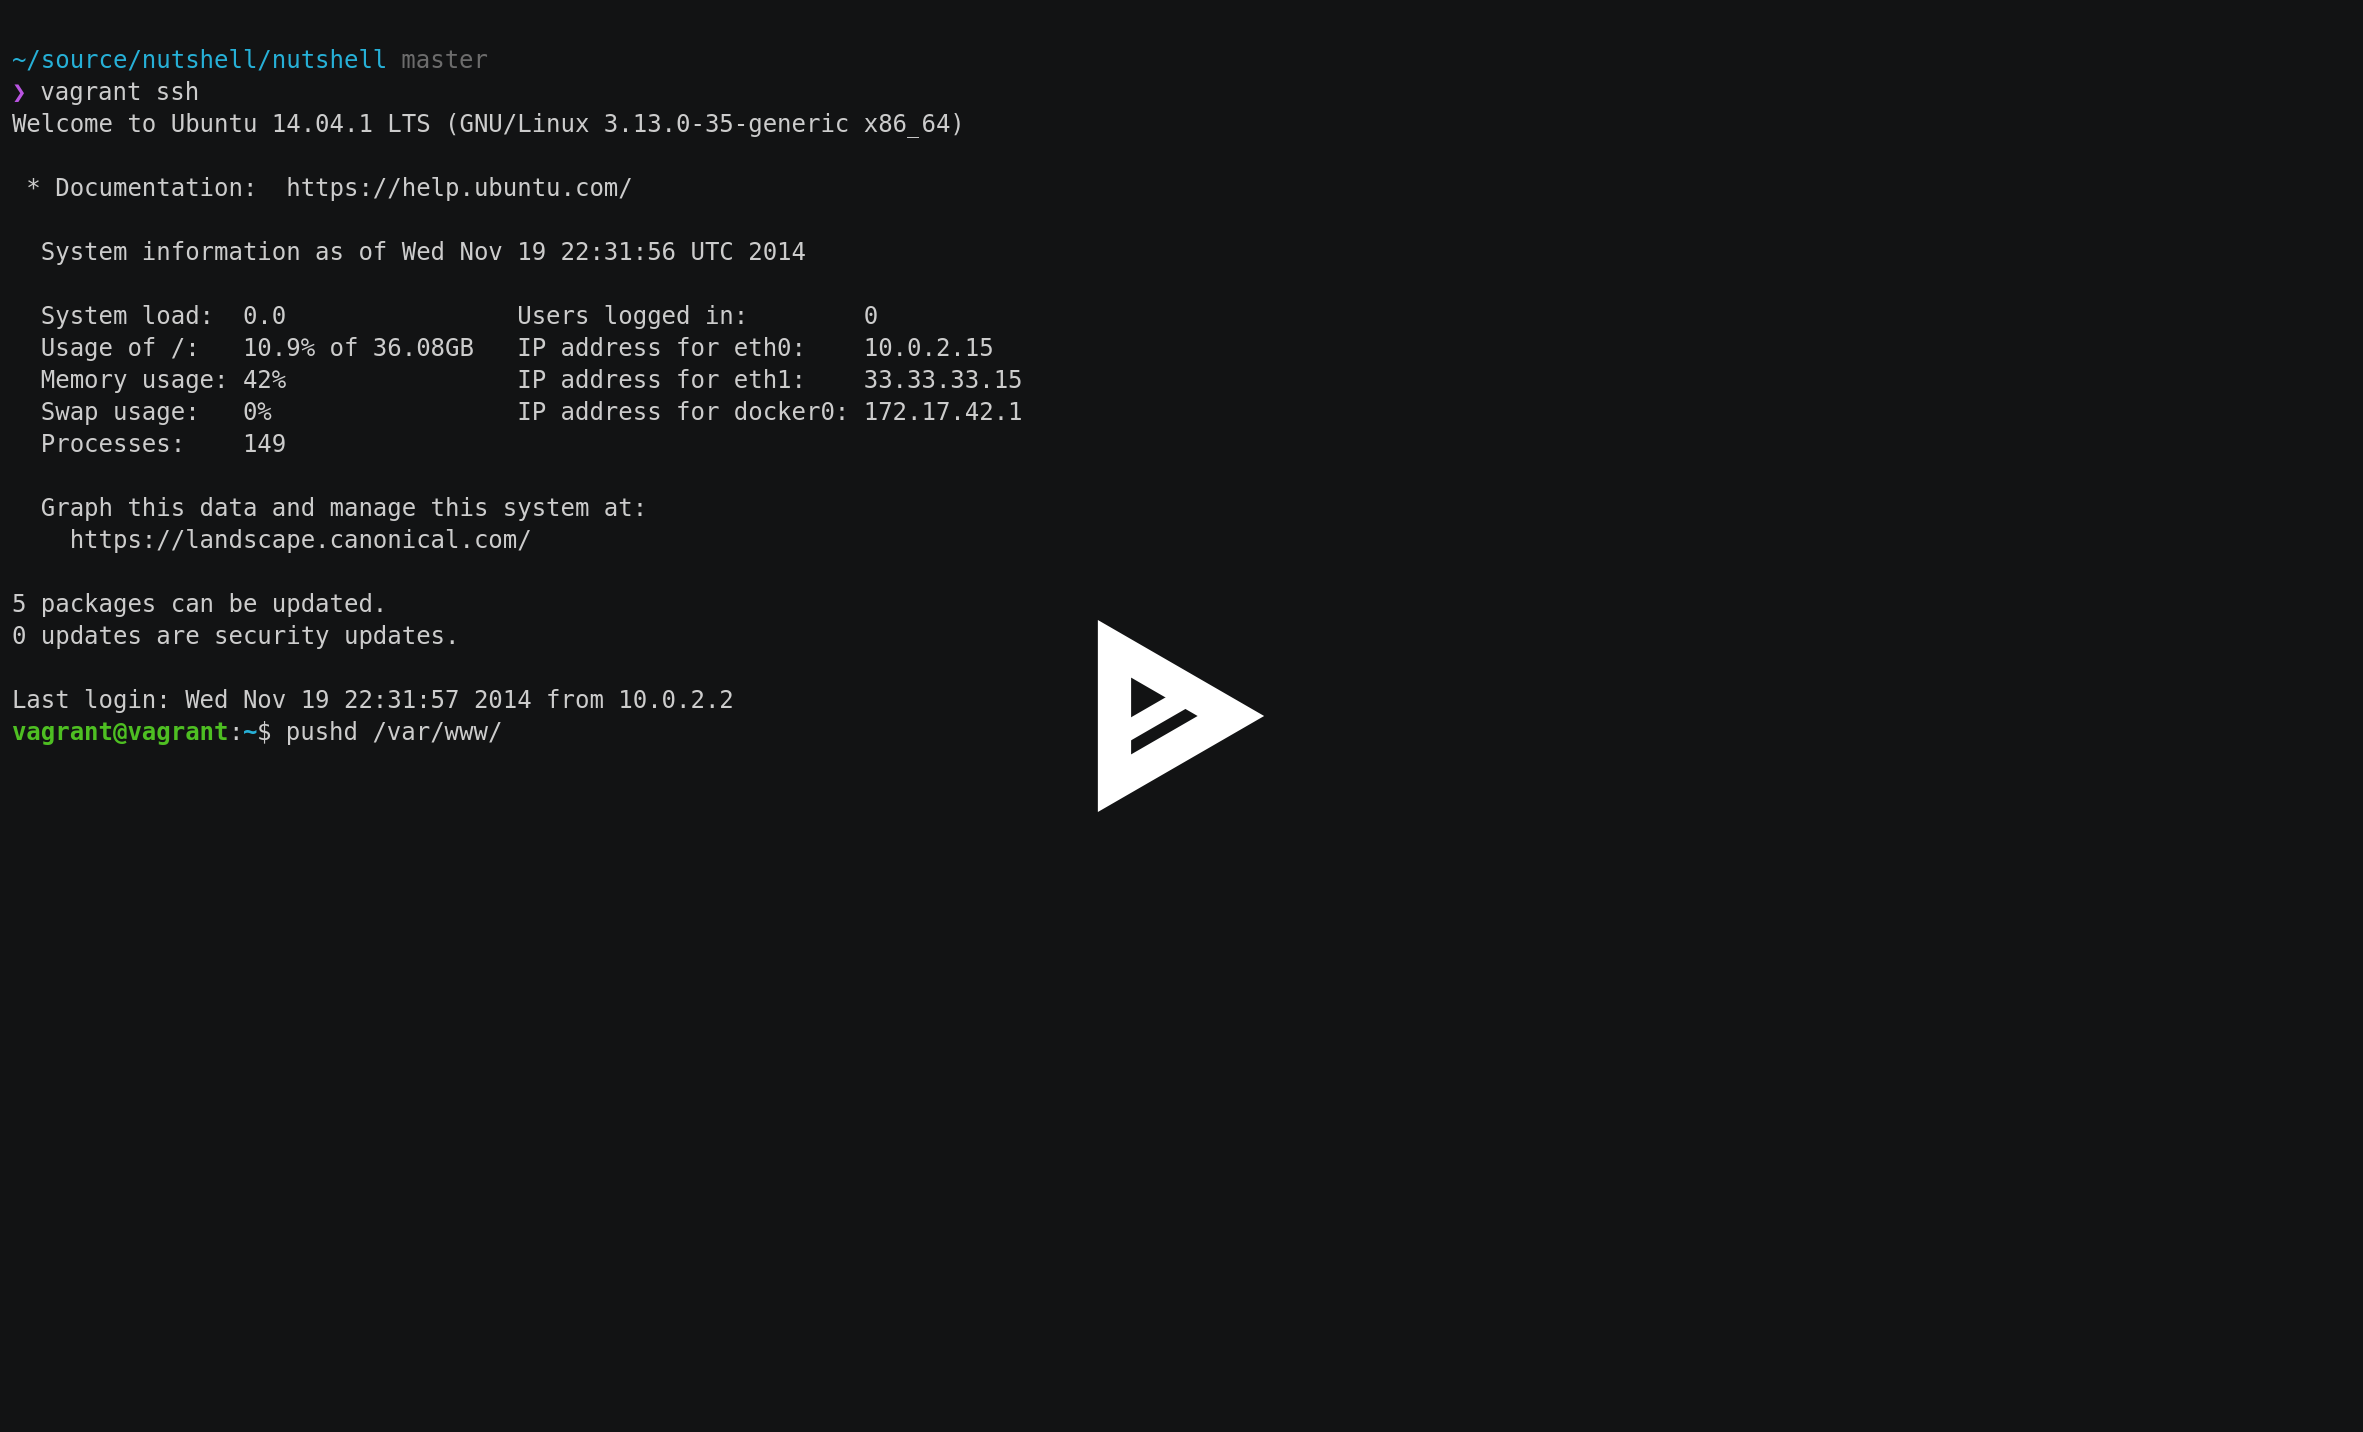 ~/source/nutshell/nutshell master
❯ vagrant ssh
Welcome to Ubuntu 14.04.1 LTS (GNU/Linux 3.13.0-35-generic x86_64)
* Documentation:  https://help.ubuntu.com/
System information as of Wed Nov 19 22:31:56 UTC 2014
System load:  0.0                Users logged in:        0
Usage of /:   10.9% of 36.08GB   IP address for eth0:    10.0.2.15
Memory usage: 42%                IP address for eth1:    33.33.33.15
Swap usage:   0%                 IP address for docker0: 172.17.42.1
Processes:    149
Graph this data and manage this system at:
https://landscape.canonical.com/
5 packages can be updated.
0 updates are security updates.
Last login: Wed Nov 19 22:31:57 2014 from 10.0.2.2
vagrant@vagrant:~$ pushd /var/www/